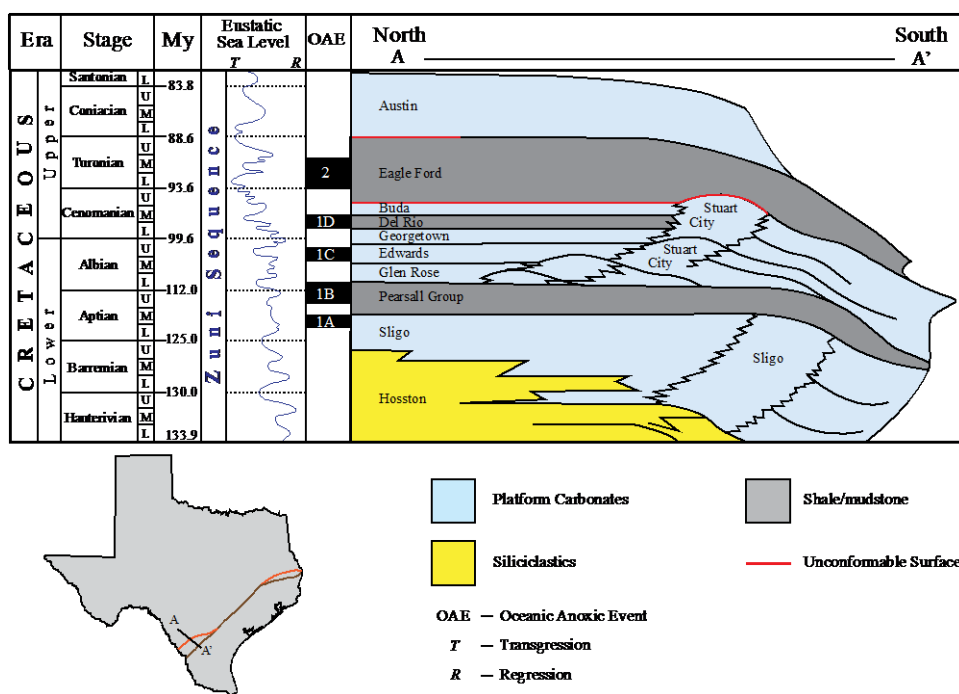 Era Stage My Eustatic Sea Level OAE North South
T R A A'
CRETACEOUS
Upper
Lower
Zuni Sequence
Santonian L
83.8
Coniacian U M L
88.6
Turonian U M L
93.6
Cenomanian U M L
99.6
Albian U M L
112.0
Aptian U M L
125.0
Barremian U M L
130.0
Hauterivian U M L
133.9
2
1D
1C
1B
1A
Austin
Eagle Ford
Buda
Del Rio
Georgetown
Edwards
Glen Rose
Pearsall Group
Sligo
Hosston
Stuart
City
Stuart
City
Sligo
A
A'
Platform Carbonates
Siliciclastics
Shale/mudstone
Unconformable Surface
OAE – Oceanic Anoxic Event
T – Transgression
R – Regression